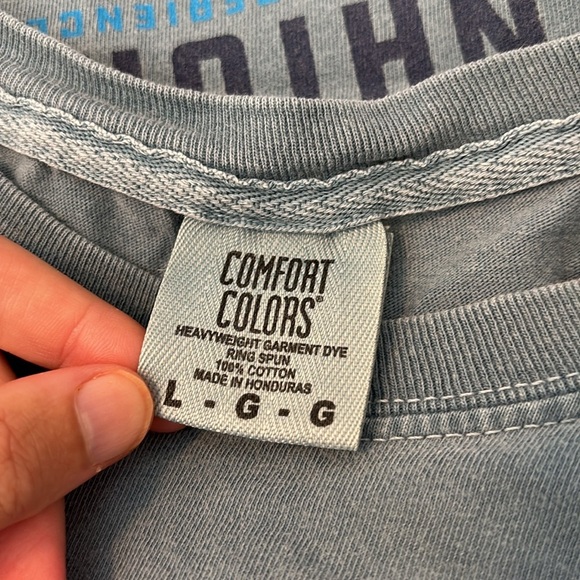 COMFORT
COLORS®
HEAVYWEIGHT GARMENT DYE
RING SPUN
100% COTTON
MADE IN HONDURAS
L - G - G